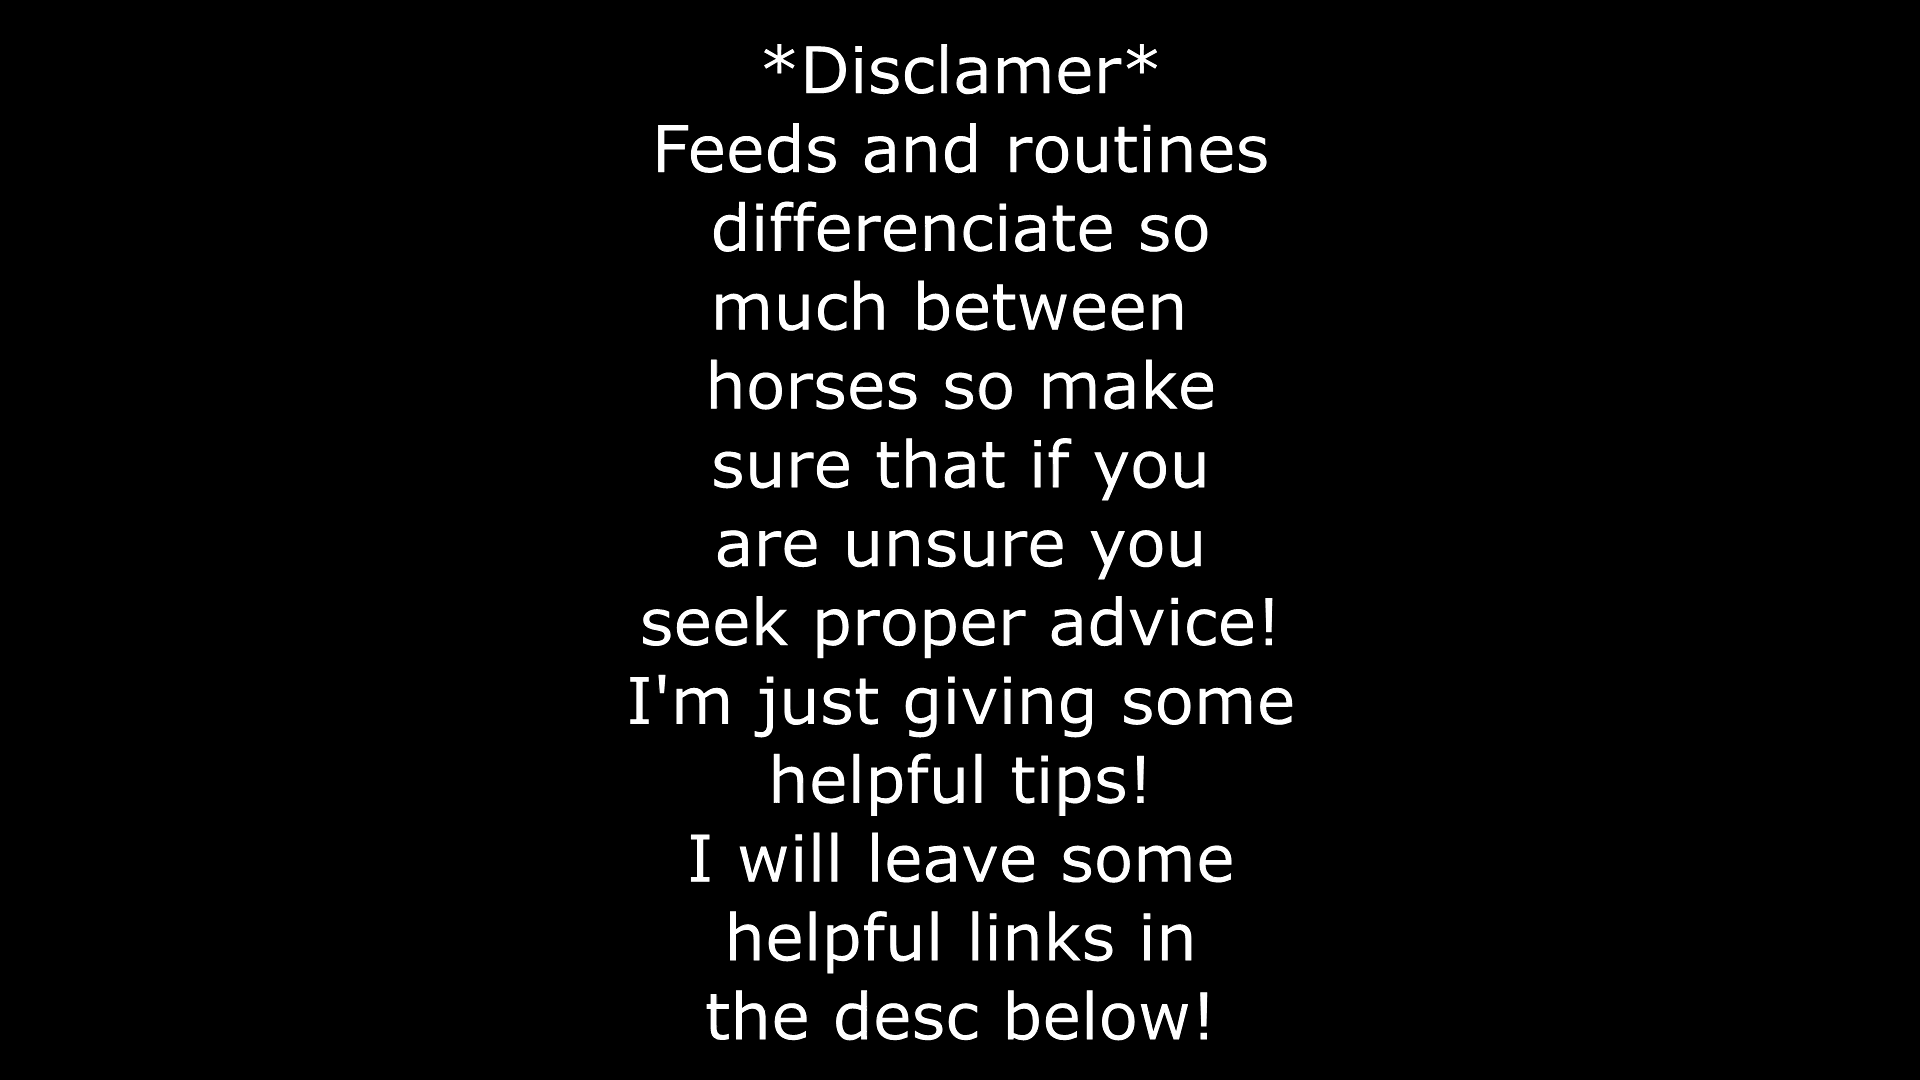 *Disclamer*
Feeds and routines
differenciate so
much between
horses so make
sure that if you
are unsure you
seek proper advice!
I'm just giving some
helpful tips!
I will leave some
helpful links in
the desc below!